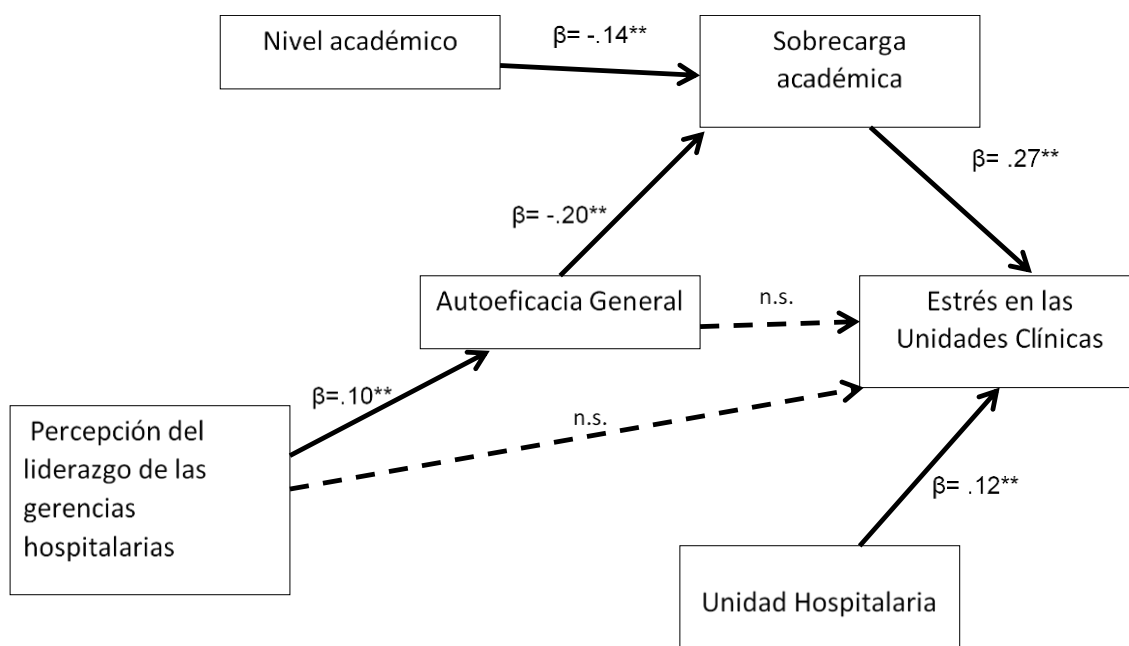 Nivel académico
β= -.14**
Sobrecarga
académica
β= .27**
β= -.20**
Autoeficacia General
n.s.
Estrés en las
Unidades Clínicas
β=.10**
n.s.
Percepción del
liderazgo de las
gerencias
hospitalarias
β= .12**
Unidad Hospitalaria